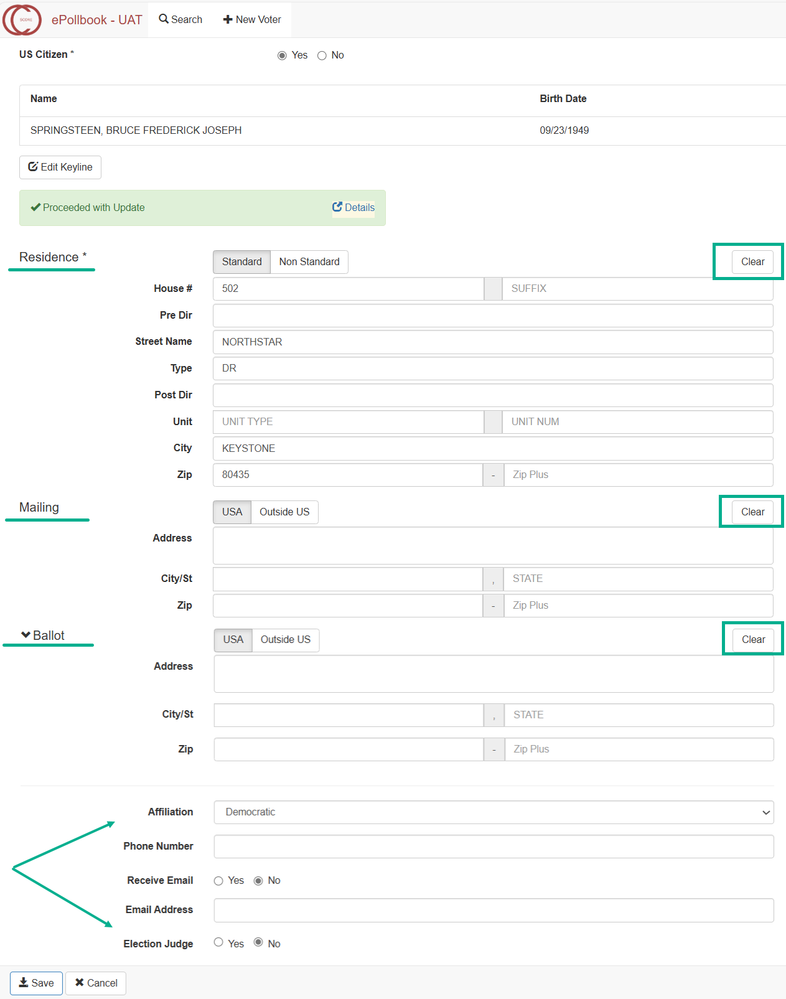 SCORE
ePollbook - UAT Search New Voter
US Citizen * Yes No
Name Birth Date
SPRINGSTEEN, BRUCE FREDERICK JOSEPH 09/23/1949
Edit Keyline
Proceeded with Update Details
Residence * Standard Non Standard Clear
House # 502 SUFFIX
Pre Dir
Street Name NORTHSTAR
Type DR
Post Dir
Unit UNIT TYPE UNIT NUM
City KEYSTONE
Zip 80435 - Zip Plus
Mailing USA Outside US Clear
Address
City/St , STATE
Zip - Zip Plus
Ballot USA Outside US Clear
Address
City/St , STATE
Zip - Zip Plus
Affiliation Democratic
Phone Number
Receive Email Yes No
Email Address
Election Judge Yes No
Save Cancel